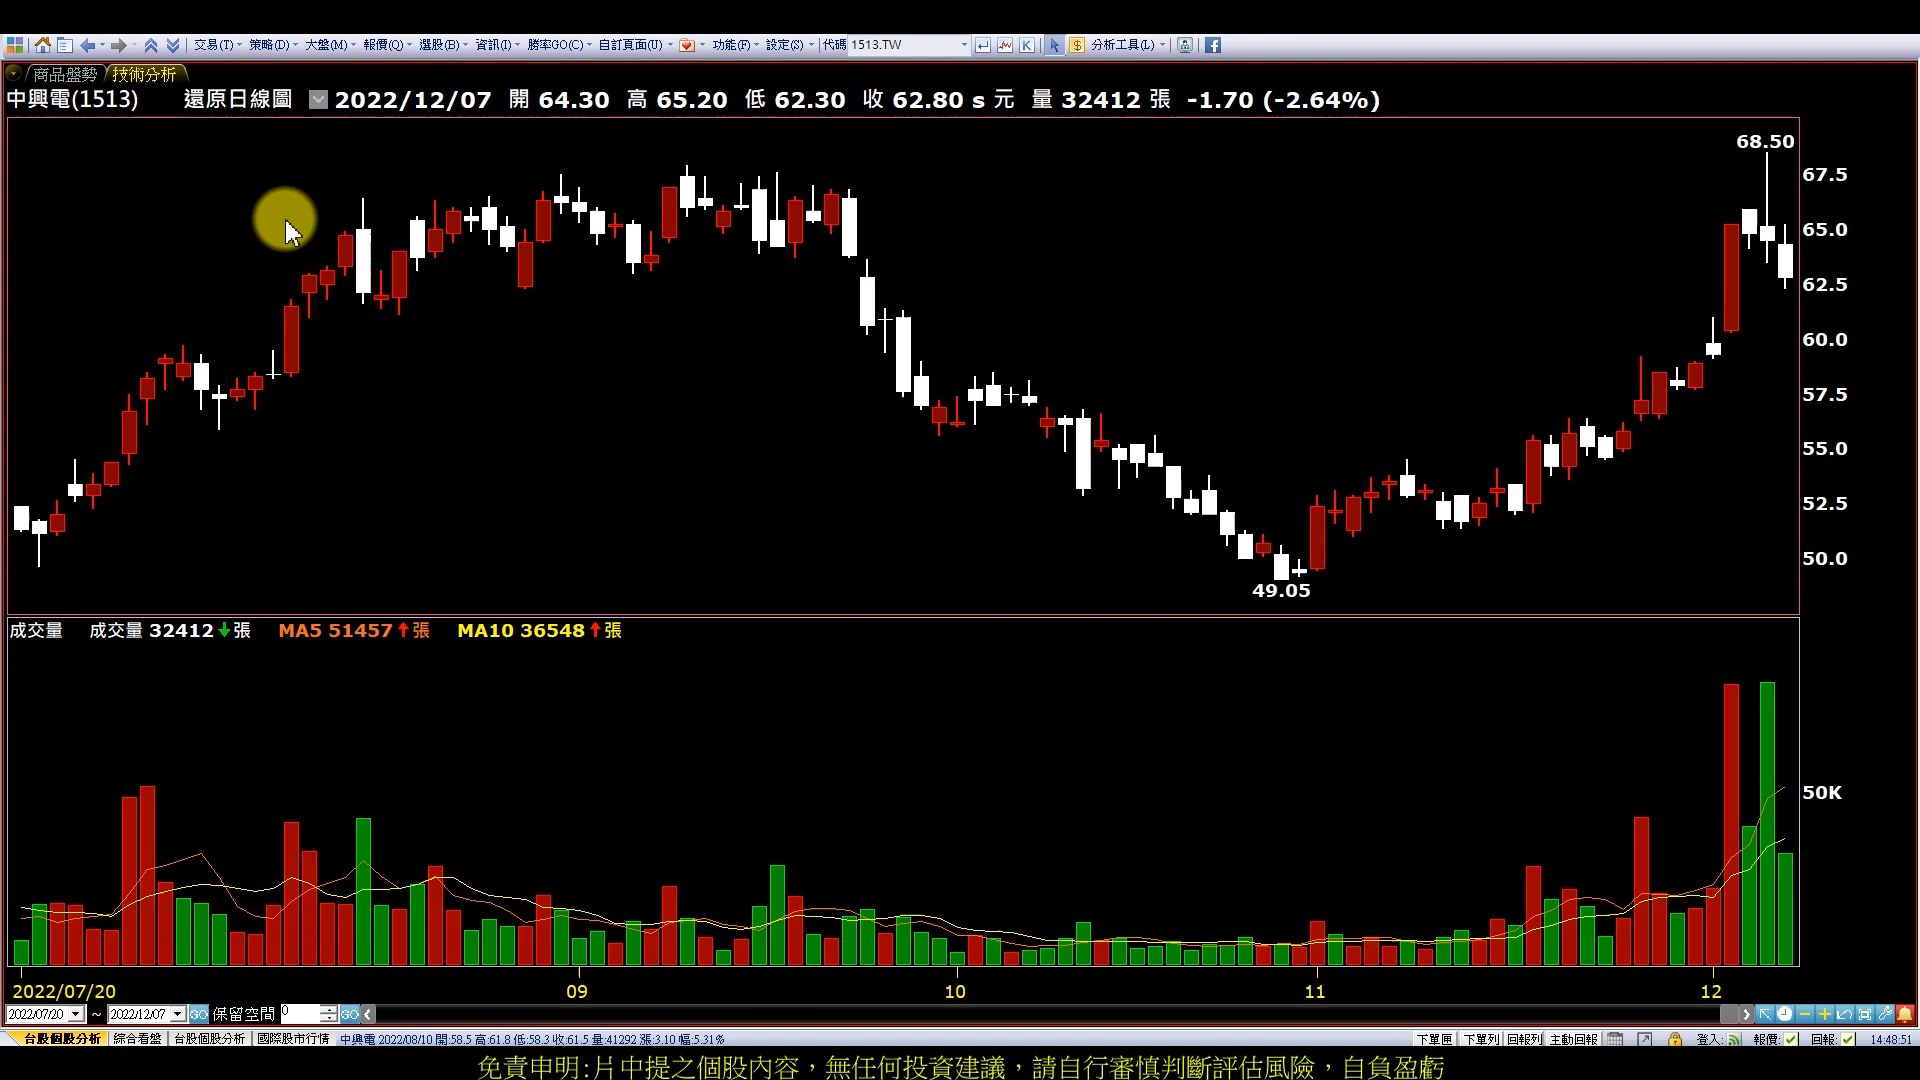 交易(T) 策略(D) 大盤(M) 報價(Q) 選股(B) 資訊(I) 勝率GO(C) 自訂頁面(U) 功能(F) 設定(S) 代碼 1513.TW K $ 分析工具(L)
商品盤勢 技術分析
中興電(1513) 還原日線圖 2022/12/07 開 64.30 高 65.20 低 62.30 收 62.80 s 元 量 32412 張 -1.70 (-2.64%)
68.50
67.5
65.0
62.5
60.0
57.5
55.0
52.5
50.0
49.05
成交量 成交量 32412 張 MA5 51457 張 MA10 36548 張
50K
2022/07/20 09 10 11 12
2022/07/20 ~ 2022/12/07 GO 保留空間 0 GO
台股個股分析 綜合看盤 台股個股分析 國際股市行情 中興電 2022/08/10 開:58.5 高:61.8 低:58.3 收:61.5 量:41292 漲:3.10 幅:5.31% 下單匣 下單列 回報列 主動回報 登入: 報價: 回報: 14:48:51
免責申明:片中提之個股內容，無任何投資建議，請自行審慎判斷評估風險，自負盈虧